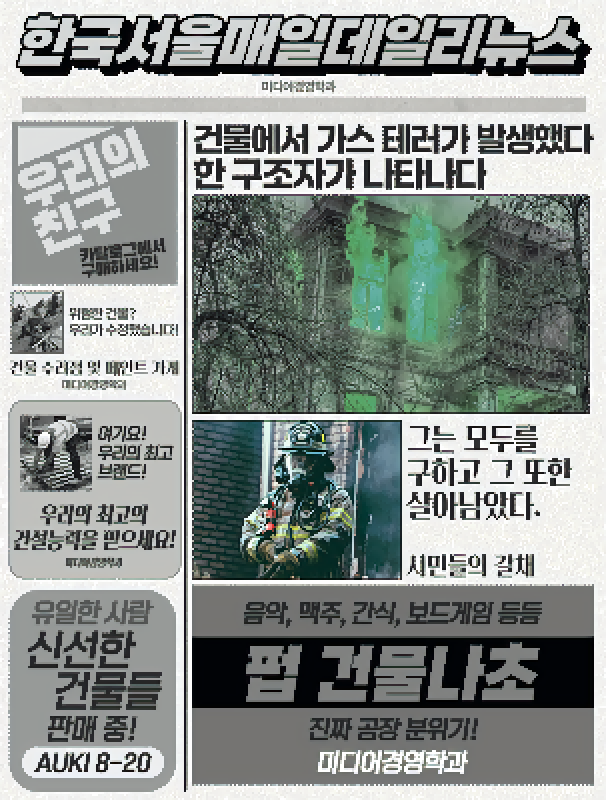 한국서울매일데일리뉴스
미디어경영학과
건물에서 가스 테러가 발생했다
한 구조자가 나타나다
우리의
친구
카탈로그에서
구매하세요!
위험한 건물?
우리가 수정했습니다!
건물 수리점 및 페인트 가게
미디어경영학과
여기요!
우리의 최고
브랜드!
우리의 최고의
건설능력을 믿으세요!
미디어경영학과
그는 모두를
구하고 그 또한
살아남았다.
시민들의 갈채
유일한 사람
신선한
건물들
판매 중!
AUKI 8-20
음악, 맥주, 간식, 보드게임 등등
펍 건물나초
진짜 공장 분위기!
미디어경영학과